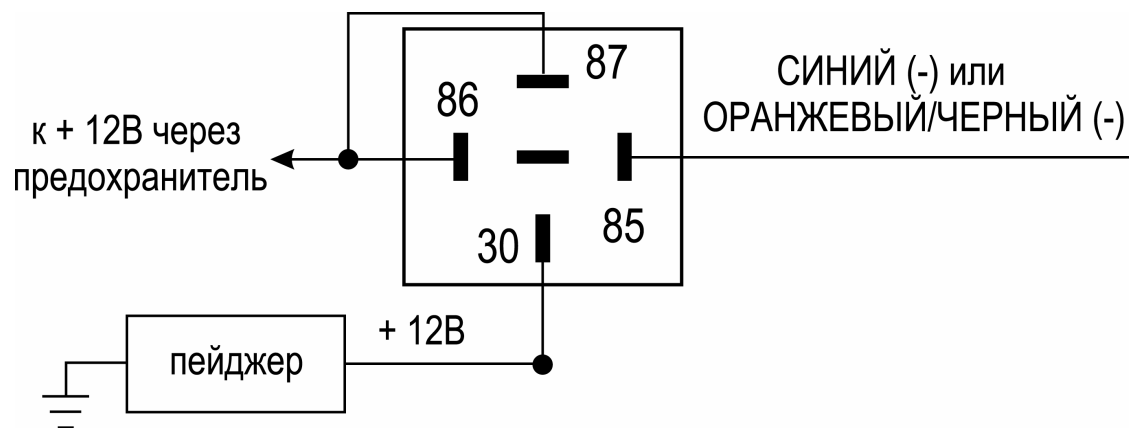 87
СИНИЙ (-) или
ОРАНЖЕВЫЙ/ЧЕРНЫЙ (-)
86
к + 12В через
предохранитель
85
30
+ 12В
пейджер